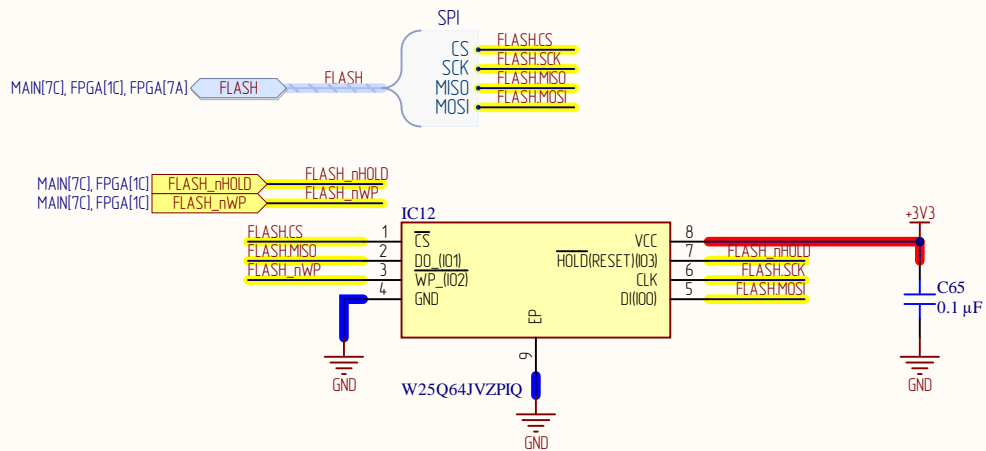 SPI
CS FLASH.CS
SCK FLASH.SCK
MAIN[7C], FPGA[1C], FPGA[7A] FLASH FLASH MISO FLASH.MISO
MOSI FLASH.MOSI
MAIN[7C], FPGA[1C] FLASH_nHOLD FLASH_nHOLD
MAIN[7C], FPGA[1C] FLASH_nWP FLASH_nWP
IC12
+3V3
FLASH.CS 1 CS VCC 8
FLASH.MISO 2 DO_(IO1) HOLD(RESET)(IO3) 7 FLASH_nHOLD
FLASH_nWP 3 WP_(IO2) CLK 6 FLASH.SCK
4 GND DI(IO0) 5 FLASH.MOSI
C65
0.1 µF
EP
9
GND
W25Q64JVZPIQ
GND
GND